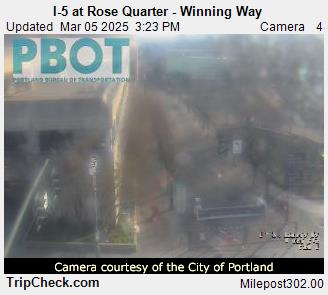 I-5 at Rose Quarter - Winning Way
Updated Mar 05 2025 3:23 PM Camera 4
PBOT
PORTLAND BUREAU OF TRANSPORTATION
Camera courtesy of the City of Portland
TripCheck.com Milepost302.00